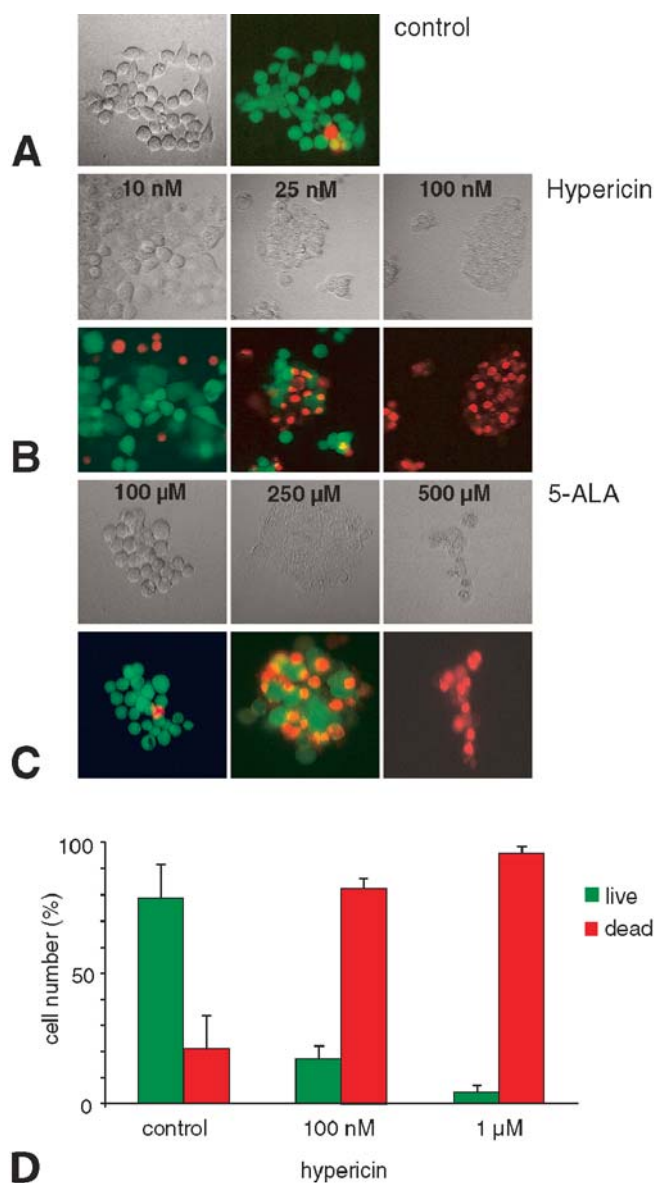 control
A
10 nM 25 nM 100 nM Hypericin
B
100 µM 250 µM 500 µM 5-ALA
C
100
50
0
cell number (%)
live
dead
control 100 nM 1 µM
hypericin
D